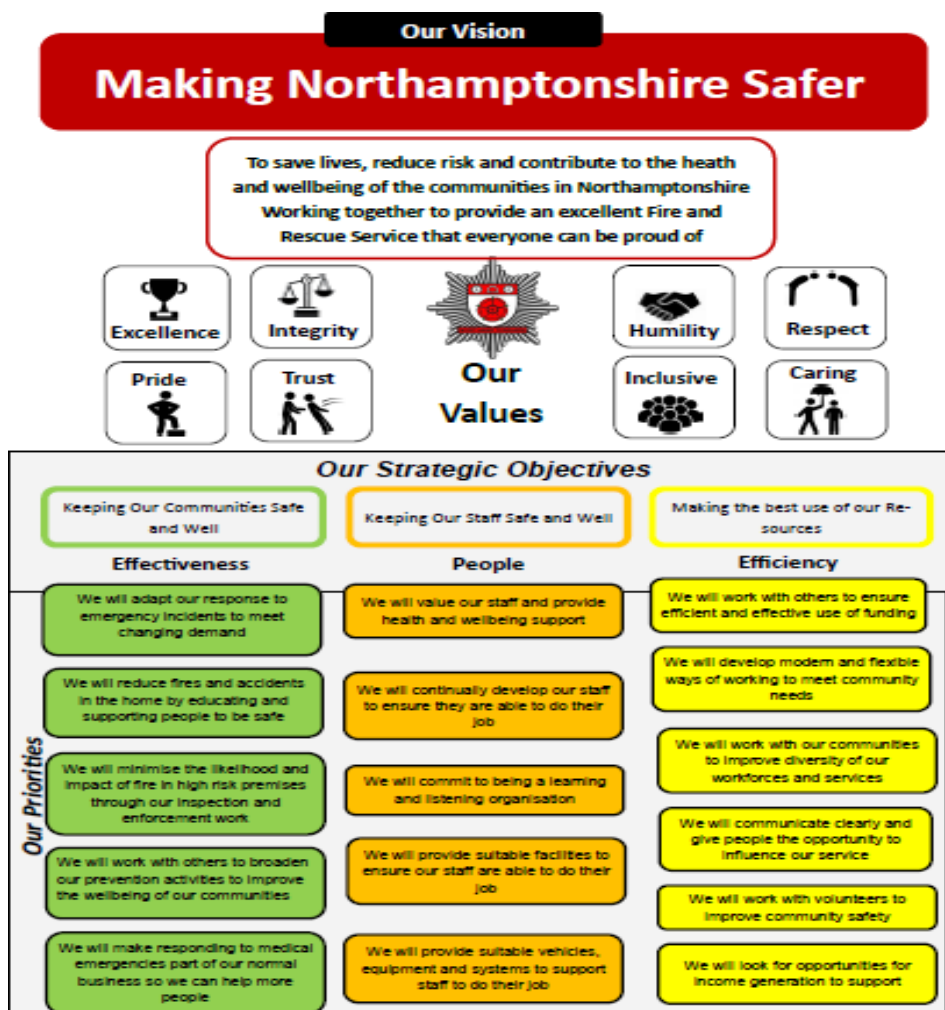 Our Vision
Making Northamptonshire Safer
To save lives, reduce risk and contribute to the heath
and wellbeing of the communities in Northamptonshire
Working together to provide an excellent Fire and
Rescue Service that everyone can be proud of
Excellence
Integrity
Humility
Respect
Pride
Trust
Our
Values
Inclusive
Caring
Our Strategic Objectives
Keeping Our Communities Safe
and Well
Keeping Our Staff Safe and Well
Making the best use of our Re-
sources
Effectiveness
People
Efficiency
Our Priorities
We will adapt our response to
emergency incidents to meet
changing demand
We will reduce fires and accidents
in the home by educating and
supporting people to be safe
We will minimise the likelihood and
impact of fire in high risk premises
through our inspection and
enforcement work
We will work with others to broaden
our prevention activities to improve
the wellbeing of our communities
We will make responding to medical
emergencies part of our normal
business so we can help more
people
We will value our staff and provide
health and wellbeing support
We will continually develop our staff
to ensure they are able to do their
job
We will commit to being a learning
and listening organisation
We will provide suitable facilities to
ensure our staff are able to do their
job
We will provide suitable vehicles,
equipment and systems to support
staff to do their job
We will work with others to ensure
efficient and effective use of funding
We will develop modern and flexible
ways of working to meet community
needs
We will work with our communities
to improve diversity of our
workforces and services
We will communicate clearly and
give people the opportunity to
influence our service
We will work with volunteers to
improve community safety
We will look for opportunities for
income generation to support